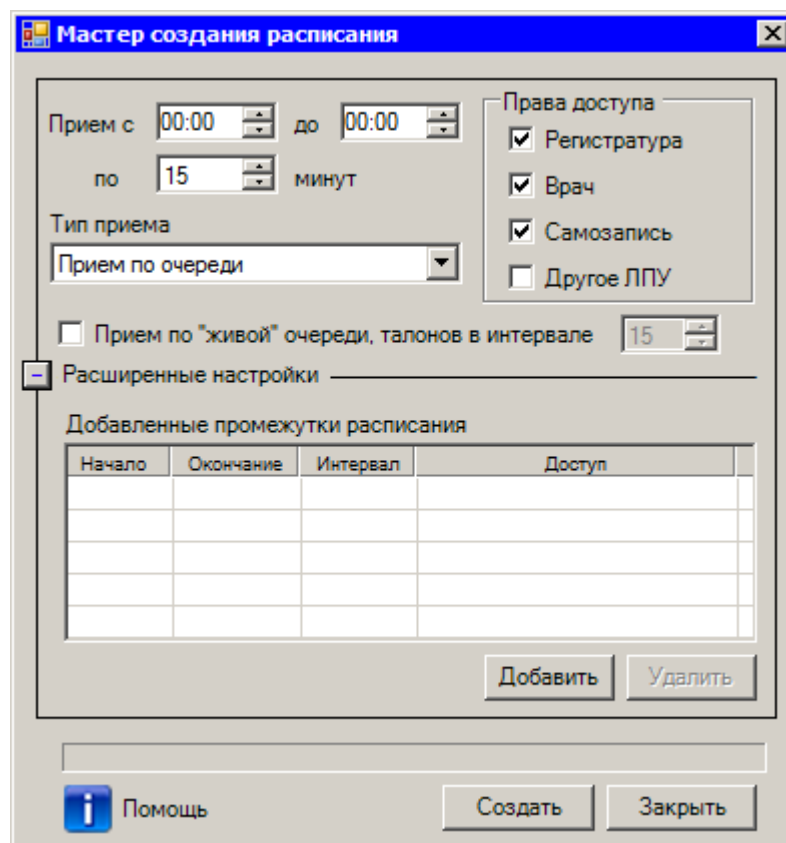 Мастер создания расписания
Прием с 00:00 до 00:00
по 15 минут
Тип приема
Прием по очереди
Права доступа
Регистратура
Врач
Самозапись
Другое ЛПУ
Прием по "живой" очереди, талонов в интервале 15
Расширенные настройки
Добавленные промежутки расписания
Начало Окончание Интервал Доступ
Добавить Удалить
Помощь Создать Закрыть